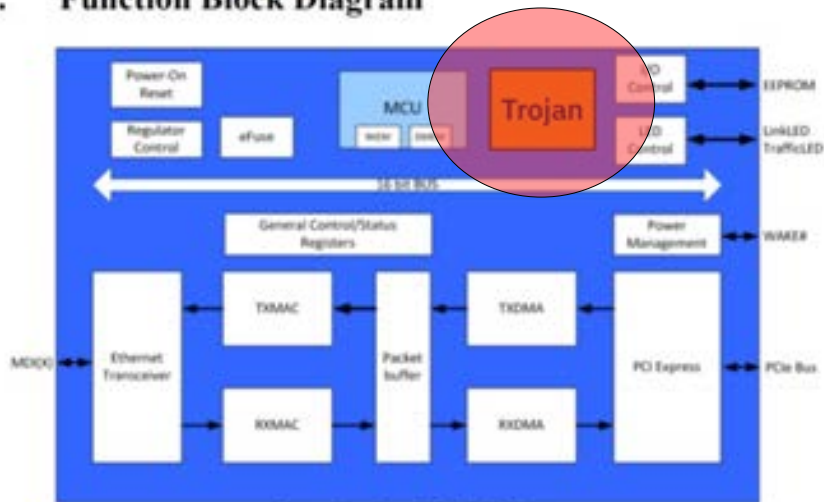 Function Block Diagram
Power-On
Reset
I/O
Control
EEPROM
MCU
Trojan
Regulator
Control
eFuse
LED
Control
LinkLED
TrafficLED
16 bit BUS
General Control/Status
Registers
Power
Management
WAKE#
TXMAC
TXDMA
MDI(X)
Ethernet
Transceiver
Packet
buffer
PCI Express
PCIe Bus
RXMAC
RXDMA